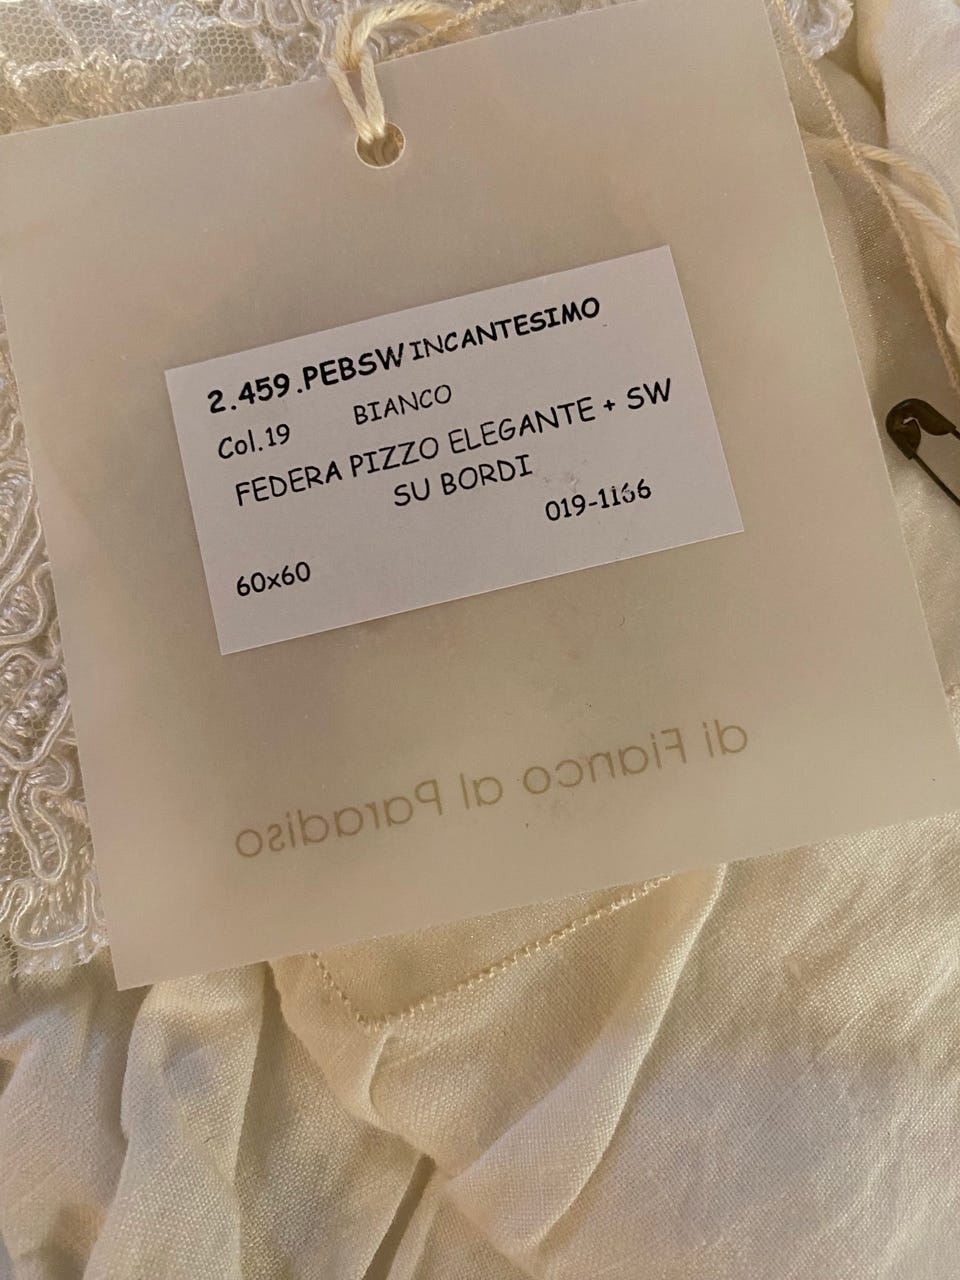 2.459.PEBSW INCANTESIMO
Col.19 BIANCO
FEDERA PIZZO ELEGANTE + SW
SU BORDI
019-1166
60x60
di Fianco al Paradiso